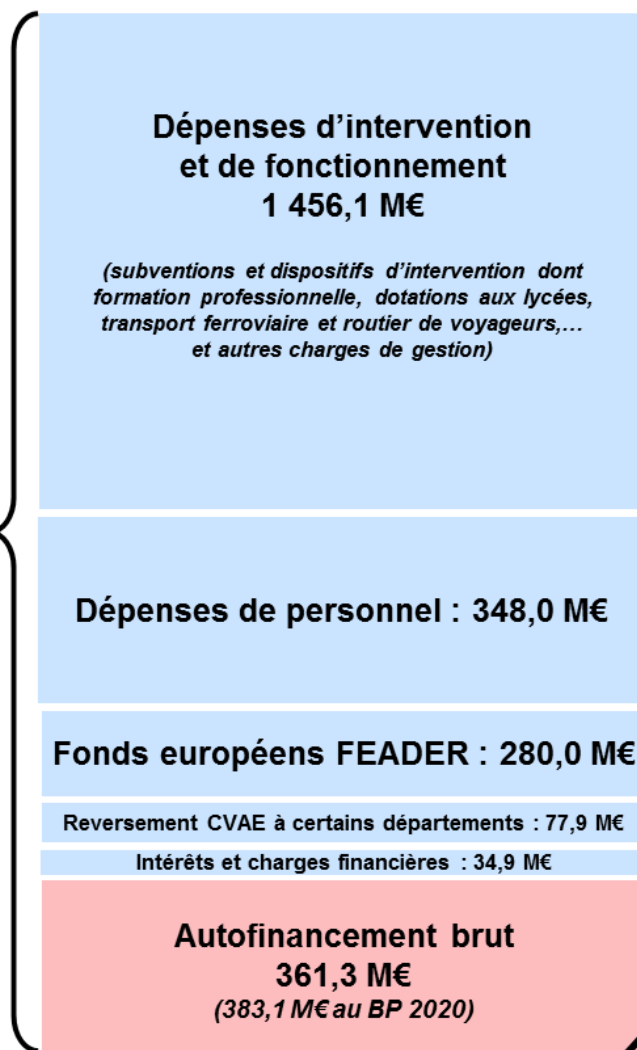 Dépenses d’intervention
et de fonctionnement
1 456,1 M€
(subventions et dispositifs d’intervention dont
formation professionnelle, dotations aux lycées,
transport ferroviaire et routier de voyageurs,…
et autres charges de gestion)
Dépenses de personnel : 348,0 M€
Fonds européens FEADER : 280,0 M€
Reversement CVAE à certains départements : 77,9 M€
Intérêts et charges financières : 34,9 M€
Autofinancement brut
361,3 M€
(383,1 M€ au BP 2020)